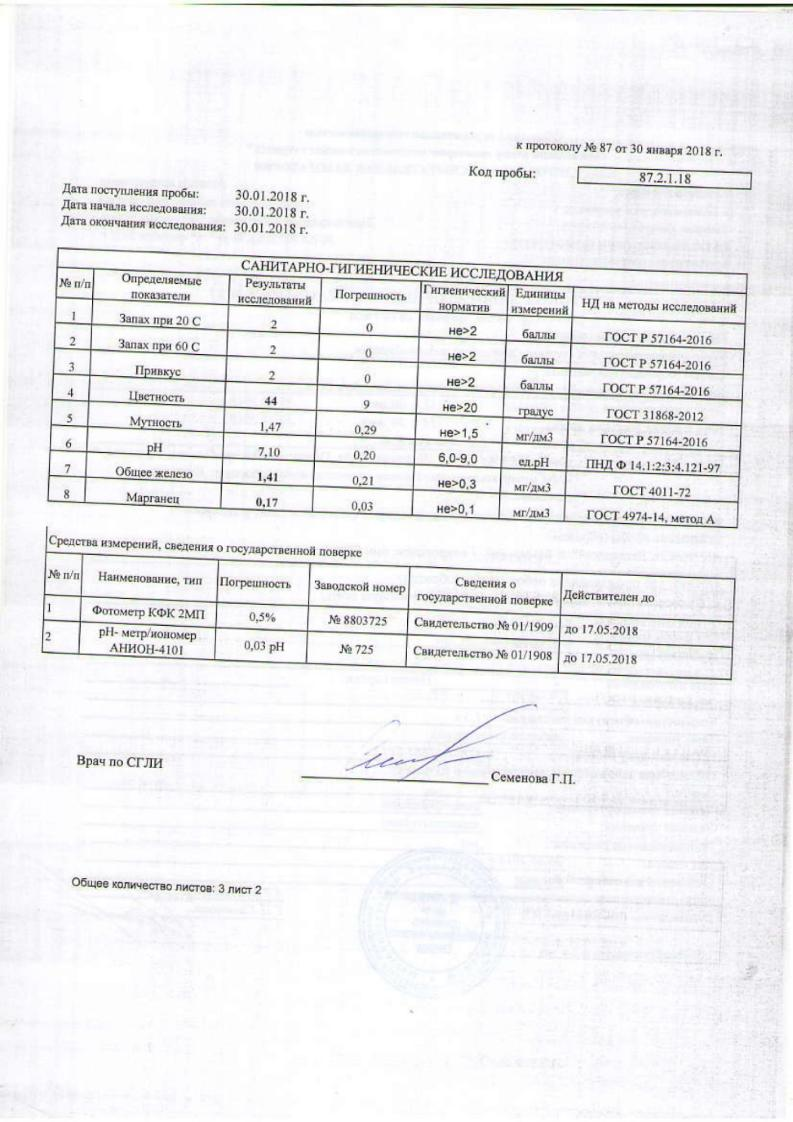 к протоколу № 87 от 30 января 2018 г.
Код пробы: 87.2.1.18
Дата поступления пробы: 30.01.2018 г.
Дата начала исследования: 30.01.2018 г.
Дата окончания исследования: 30.01.2018 г.
САНИТАРНО-ГИГИЕНИЧЕСКИЕ ИССЛЕДОВАНИЯ
№ п/п Определяемые показатели Результаты исследований Погрешность Гигиенический норматив Единицы измерений НД на методы исследований
1 Запах при 20 С 2 0 не>2 баллы ГОСТ Р 57164-2016
2 Запах при 60 С 2 0 не>2 баллы ГОСТ Р 57164-2016
3 Привкус 2 0 не>2 баллы ГОСТ Р 57164-2016
4 Цветность 44 9 не>20 градус ГОСТ 31868-2012
5 Мутность 1,47 0,29 не>1,5 мг/дм3 ГОСТ Р 57164-2016
6 рН 7,10 0,20 6,0-9,0 ед.рН ПНД Ф 14.1:2:3:4.121-97
7 Общее железо 1,41 0,21 не>0,3 мг/дм3 ГОСТ 4011-72
8 Марганец 0,17 0,03 не>0,1 мг/дм3 ГОСТ 4974-14, метод А
Средства измерений, сведения о государственной поверке
№ п/п Наименование, тип Погрешность Заводской номер Сведения о государственной поверке Действителен до
1 Фотометр КФК 2МП 0,5% № 8803725 Свидетельство № 01/1909 до 17.05.2018
2 рН- метр/иономер АНИОН-4101 0,03 рН № 725 Свидетельство № 01/1908 до 17.05.2018
Врач по СГЛИ Семенова Г.П.
Общее количество листов: 3 лист 2